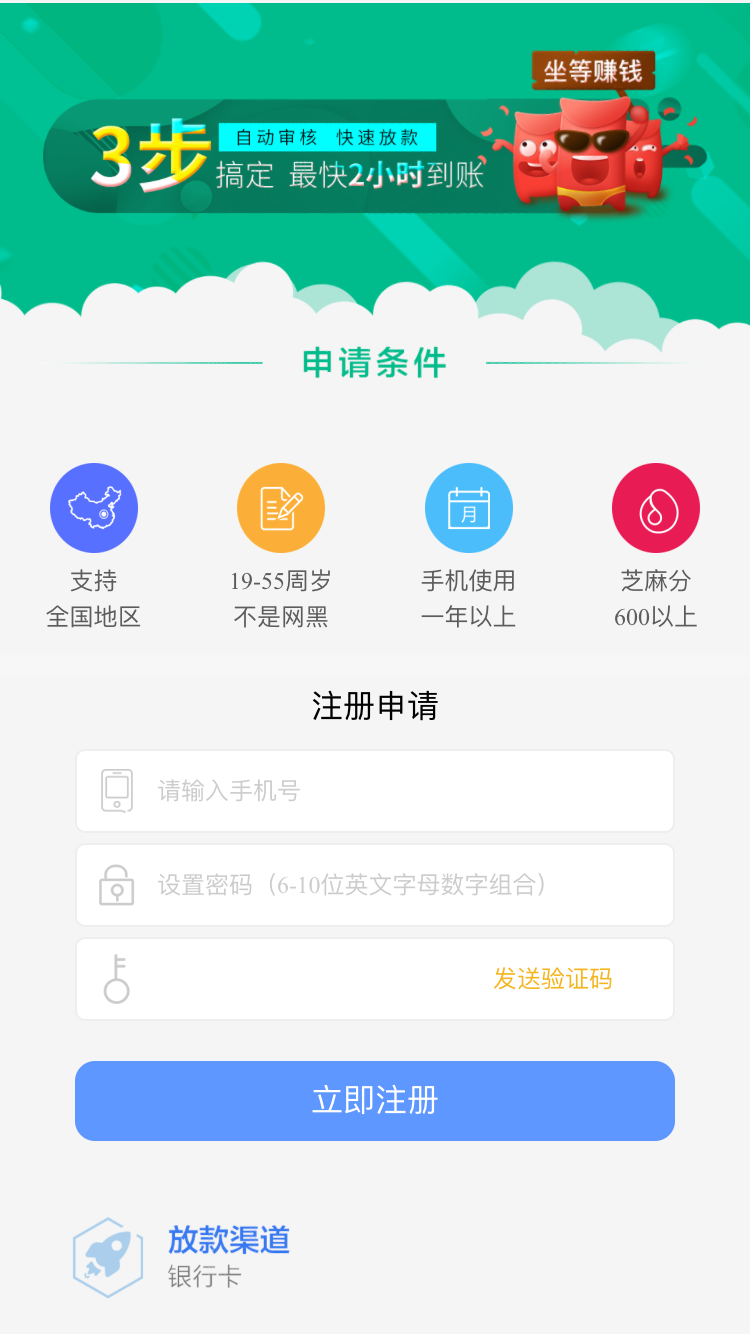 坐等赚钱
3步
自动审核 快速放款
搞定 最快2小时到账
申请条件
月
支持
全国地区
19-55周岁
不是网黑
手机使用
一年以上
芝麻分
600以上
注册申请
请输入手机号
设置密码（6-10位英文字母数字组合）
发送验证码
立即注册
放款渠道
银行卡